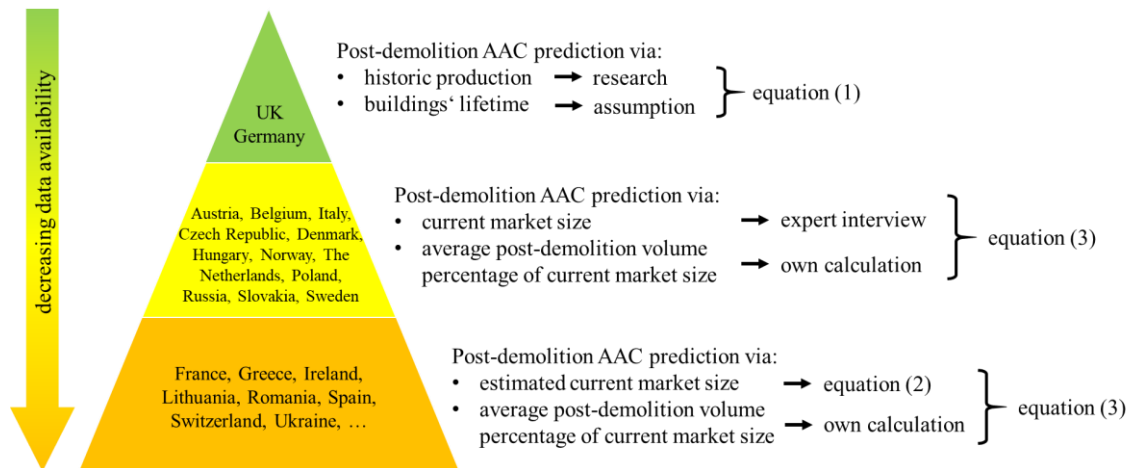 decreasing data availability
UK
Germany
Post-demolition AAC prediction via:
• historic production → research
• buildings‘ lifetime → assumption
equation (1)
Austria, Belgium, Italy,
Czech Republic, Denmark,
Hungary, Norway, The
Netherlands, Poland,
Russia, Slovakia, Sweden
Post-demolition AAC prediction via:
• current market size → expert interview
• average post-demolition volume
percentage of current market size → own calculation
equation (3)
France, Greece, Ireland,
Lithuania, Romania, Spain,
Switzerland, Ukraine, …
Post-demolition AAC prediction via:
• estimated current market size → equation (2)
• average post-demolition volume
percentage of current market size → own calculation
equation (3)